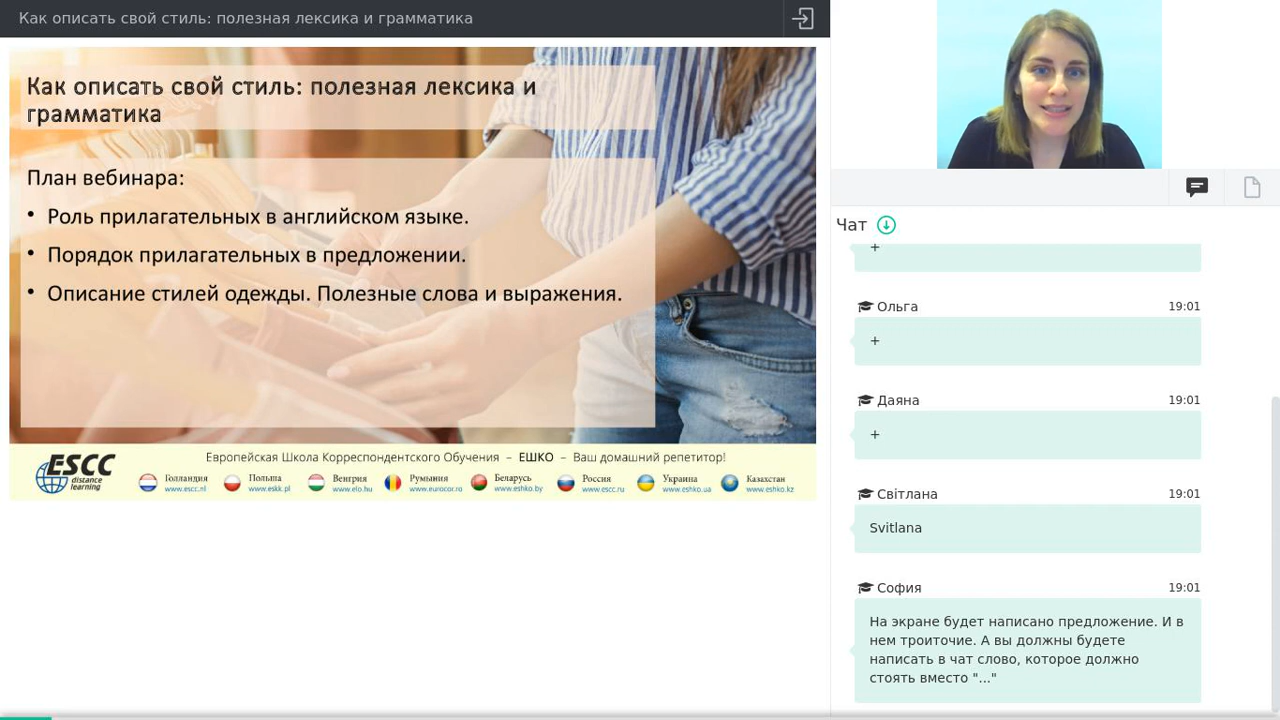 Как описать свой стиль: полезная лексика и грамматика
Как описать свой стиль: полезная лексика и
грамматика
План вебинара:
• Роль прилагательных в английском языке.
• Порядок прилагательных в предложении.
• Описание стилей одежды. Полезные слова и выражения.
ESCC
distance
learning
Европейская Школа Корреспондентского Обучения – ЕШКО – Ваш домашний репетитор!
Голландия
www.escc.nl
Польша
www.eskk.pl
Венгрия
www.elo.hu
Румыния
www.eurocor.ro
Беларусь
www.eshko.by
Россия
www.escc.ru
Украина
www.eshko.ua
Казахстан
www.eshko.kz
Чат
+
Ольга 19:01
+
Даяна 19:01
+
Світлана 19:01
Svitlana
София 19:01
На экране будет написано предложение. И в
нем троиточие. А вы должны будете
написать в чат слово, которое должно
стоять вместо "..."